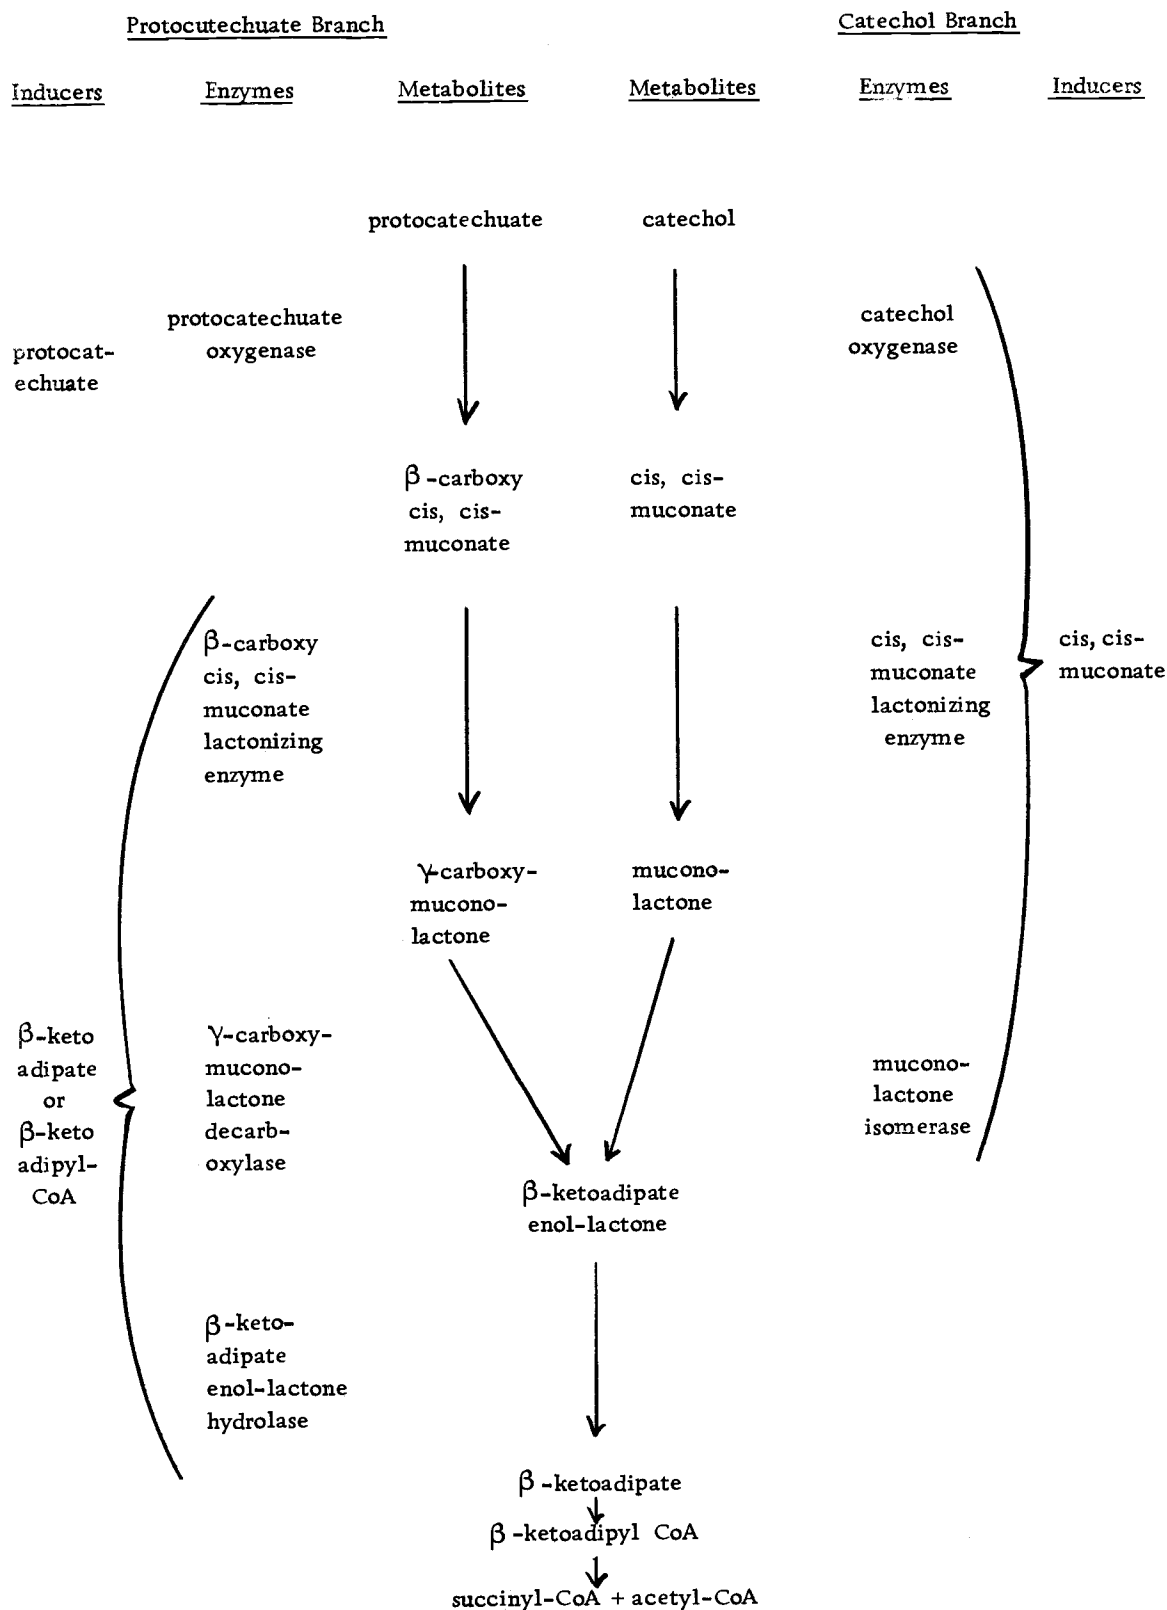 Protocutechuate Branch
Catechol Branch
Inducers
Enzymes
Metabolites
Metabolites
Enzymes
Inducers
protocatechuate
catechol
protocatechuate
oxygenase
catechol
oxygenase
protocat-
echuate
β-carboxy
cis, cis-
muconate
cis, cis-
muconate
β-carboxy
cis, cis-
muconate
lactonizing
enzyme
cis, cis-
muconate
lactonizing
enzyme
cis, cis-
muconate
γ-carboxy-
mucono-
lactone
mucono-
lactone
β-keto
adipate
or
β-keto
adipyl-
CoA
γ-carboxy-
mucono-
lactone
decarb-
oxylase
mucono-
lactone
isomerase
β-ketoadipate
enol-lactone
β-keto-
adipate
enol-lactone
hydrolase
β-ketoadipate
β-ketoadipyl CoA
succinyl-CoA + acetyl-CoA